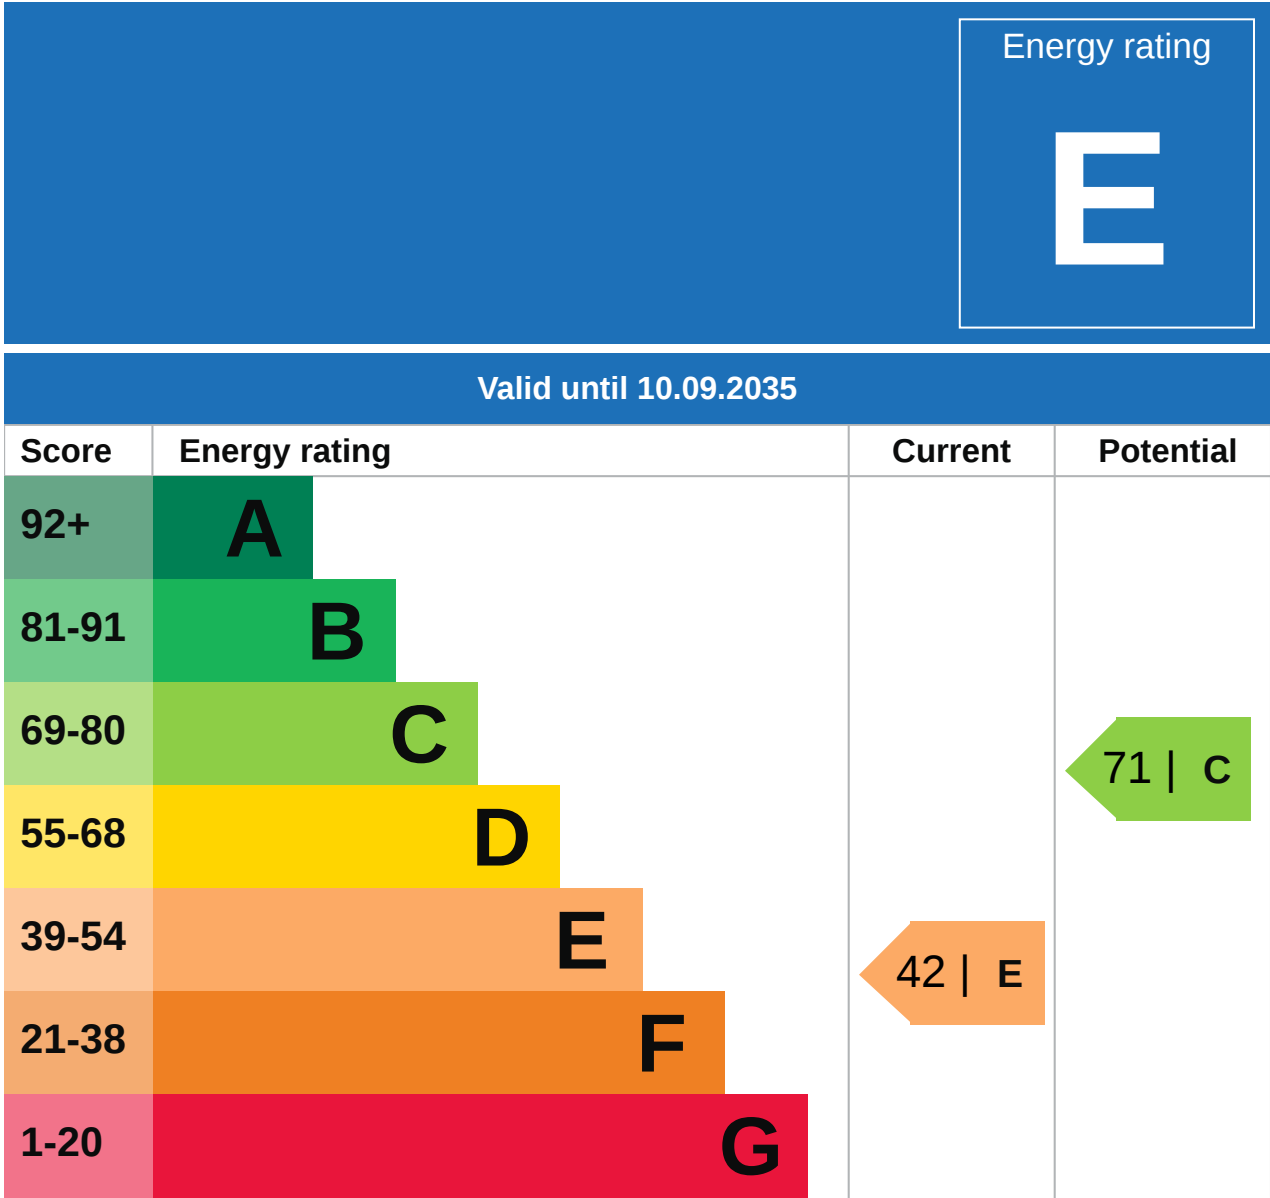 Energy rating
E
Valid until 10.09.2035
Score Energy rating Current Potential
92+ A
81-91 B
69-80 C
71 | C
55-68 D
39-54 E
42 | E
21-38 F
1-20 G